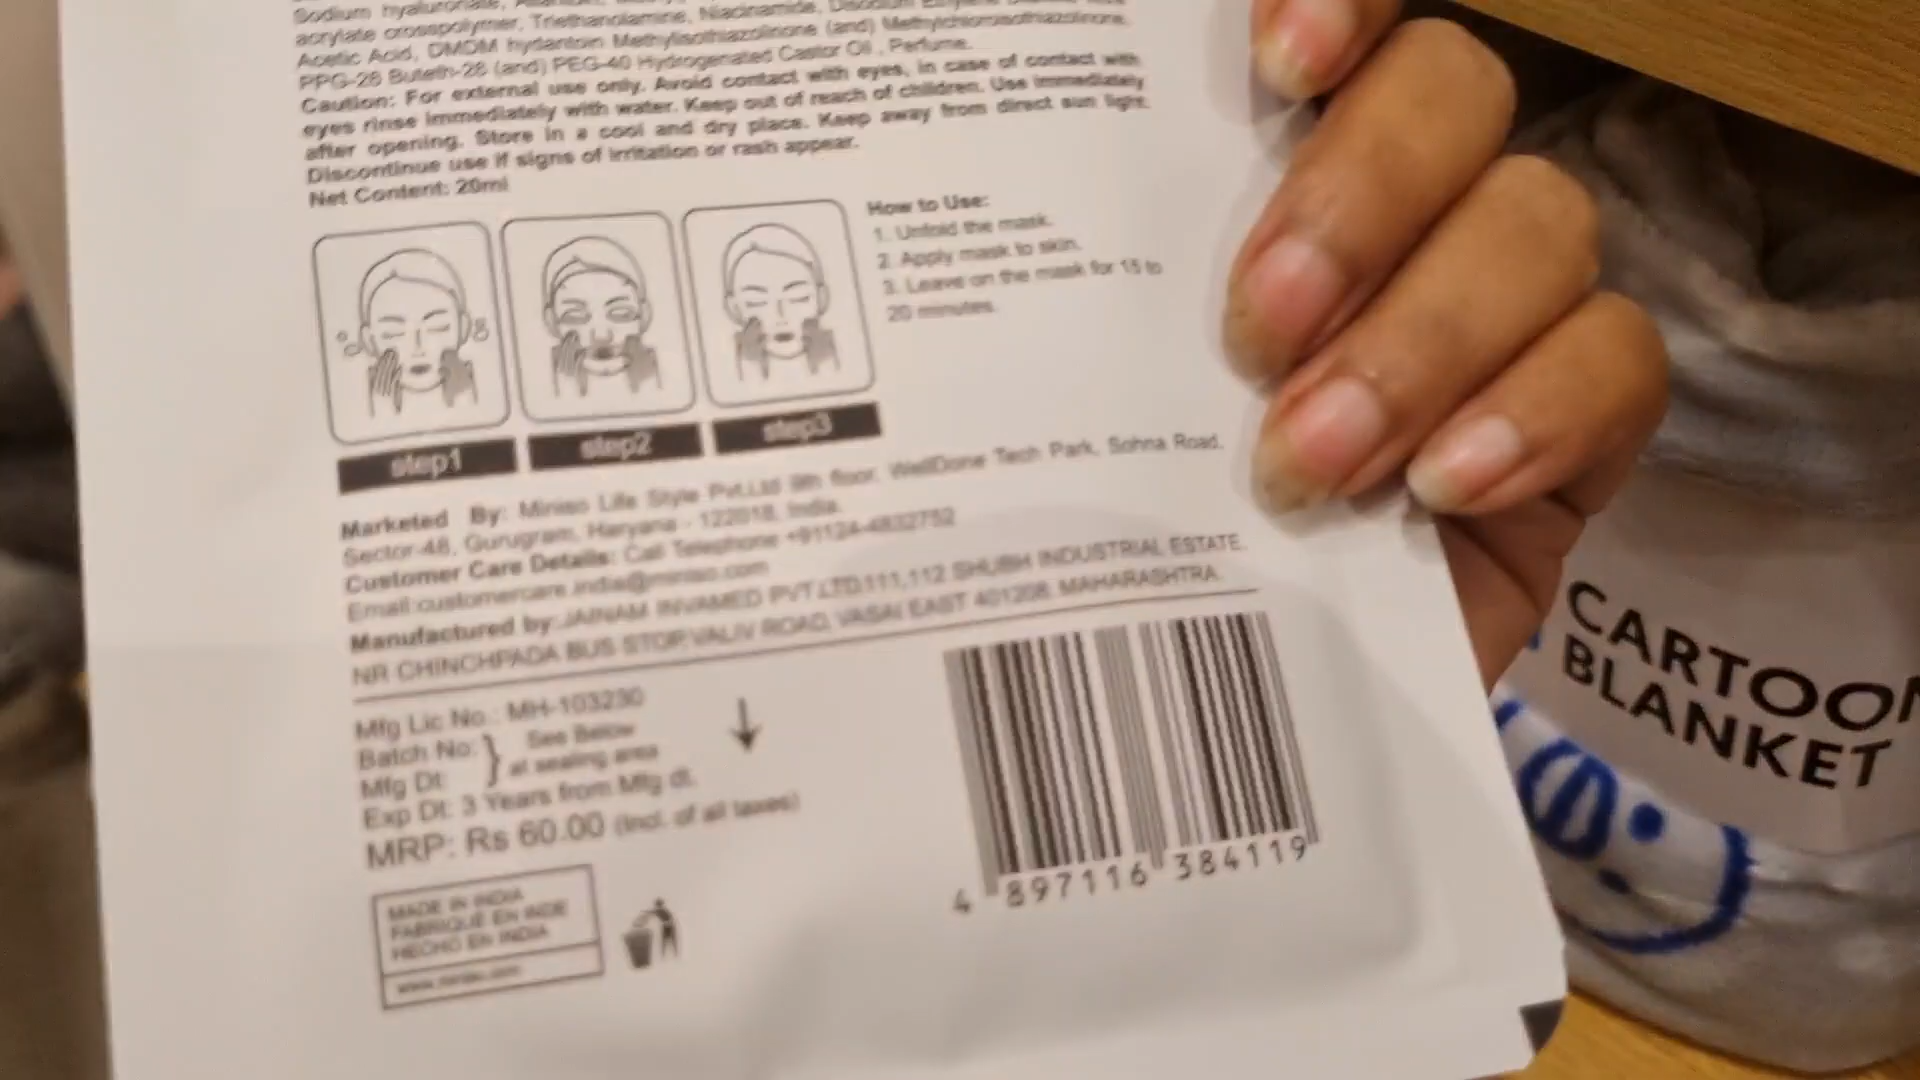 Sodium hyaluronate,
acrylate crosspolymer, Triethanolamine, Niacinamide, Disodium
Acetic Acid, DMDM hydantoin Methylisothiazolinone (and) Methylchloroisothiazolinone,
PPG-26 Buteth-26 (and) PEG-40 Hydrogenated Castor Oil , Perfume.
Caution: For external use only. Avoid contact with eyes, in case of contact with
eyes rinse immediately with water. Keep out of reach of children. Use immediately
after opening. Store in a cool and dry place. Keep away from direct sun light.
Discontinue use if signs of irritation or rash appear.
Net Content: 20ml
How to Use:
1. Unfold the mask.
2. Apply mask to skin.
3. Leave on the mask for 15 to
20 minutes.
step1
step2
step3
Marketed By: Miniso Life Style Pvt.Ltd floor, WellDone Tech Park, Sohna Road,
Sector-48, Gurugram, Haryana - 122018, India.
Customer Care Details: Call Telephone +91124-4832752
Email:customercare.india@miniso.com
Manufactured by:JAINAM INVAMED PVT.LTD.111,112 SHUBH INDUSTRIAL ESTATE,
NR CHINCHPADA BUS STOP,VALIV ROAD, VASAI EAST 401208, MAHARASHTRA.
Mfg Lic No.: MH-103230
Batch No:
Mfg Dt:
} See Below
at sealing area
Exp Dt: 3 Years from Mfg dt.
MRP: Rs 60.00 (Incl. of all taxes)
MADE IN INDIA
FABRIQUÉ EN INDE
HECHO EN INDIA
www.miniso.com
4 897116 384119
CARTOON
BLANKET